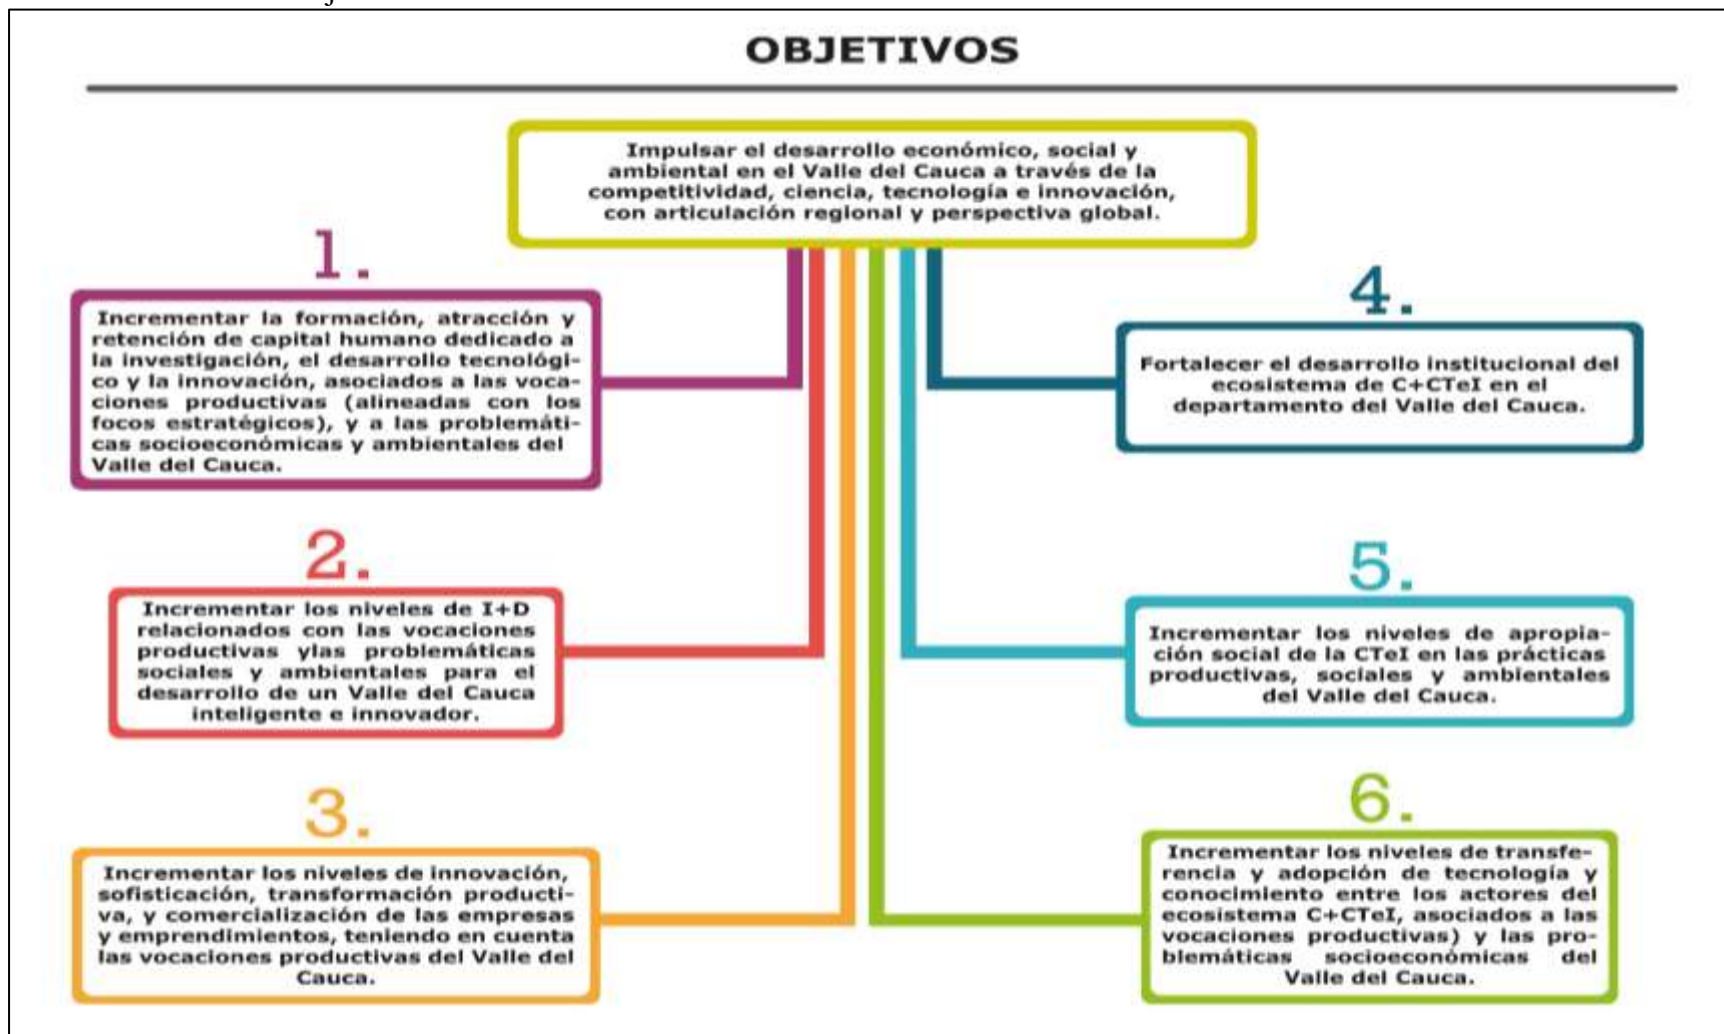 OBJETIVOS
Impulsar el desarrollo económico, social y
ambiental en el Valle del Cauca a través de la
competitividad, ciencia, tecnología e innovación,
con articulación regional y perspectiva global.
1.
Incrementar la formación, atracción y
retención de capital humano dedicado a
la investigación, el desarrollo tecnológi-
co y la innovación, asociados a las voca-
ciones productivas (alineadas con los
focos estratégicos), y a las problemáti-
cas socioeconómicas y ambientales del
Valle del Cauca.
2.
Incrementar los niveles de I+D
relacionados con las vocaciones
productivas ylas problemáticas
sociales y ambientales para el
desarrollo de un Valle del Cauca
inteligente e innovador.
3.
Incrementar los niveles de innovación,
sofisticación, transformación producti-
va, y comercialización de las empresas
y emprendimientos, teniendo en cuenta
las vocaciones productivas del Valle del
Cauca.
4.
Fortalecer el desarrollo institucional del
ecosistema de C+CTeI en el
departamento del Valle del Cauca.
5.
Incrementar los niveles de apropia-
ción social de la CTeI en las prácticas
productivas, sociales y ambientales
del Valle del Cauca.
6.
Incrementar los niveles de transfe-
rencia y adopción de tecnología y
conocimiento entre los actores del
ecosistema C+CTeI, asociados a las
vocaciones productivas) y las pro-
blemáticas socioeconómicas del
Valle del Cauca.